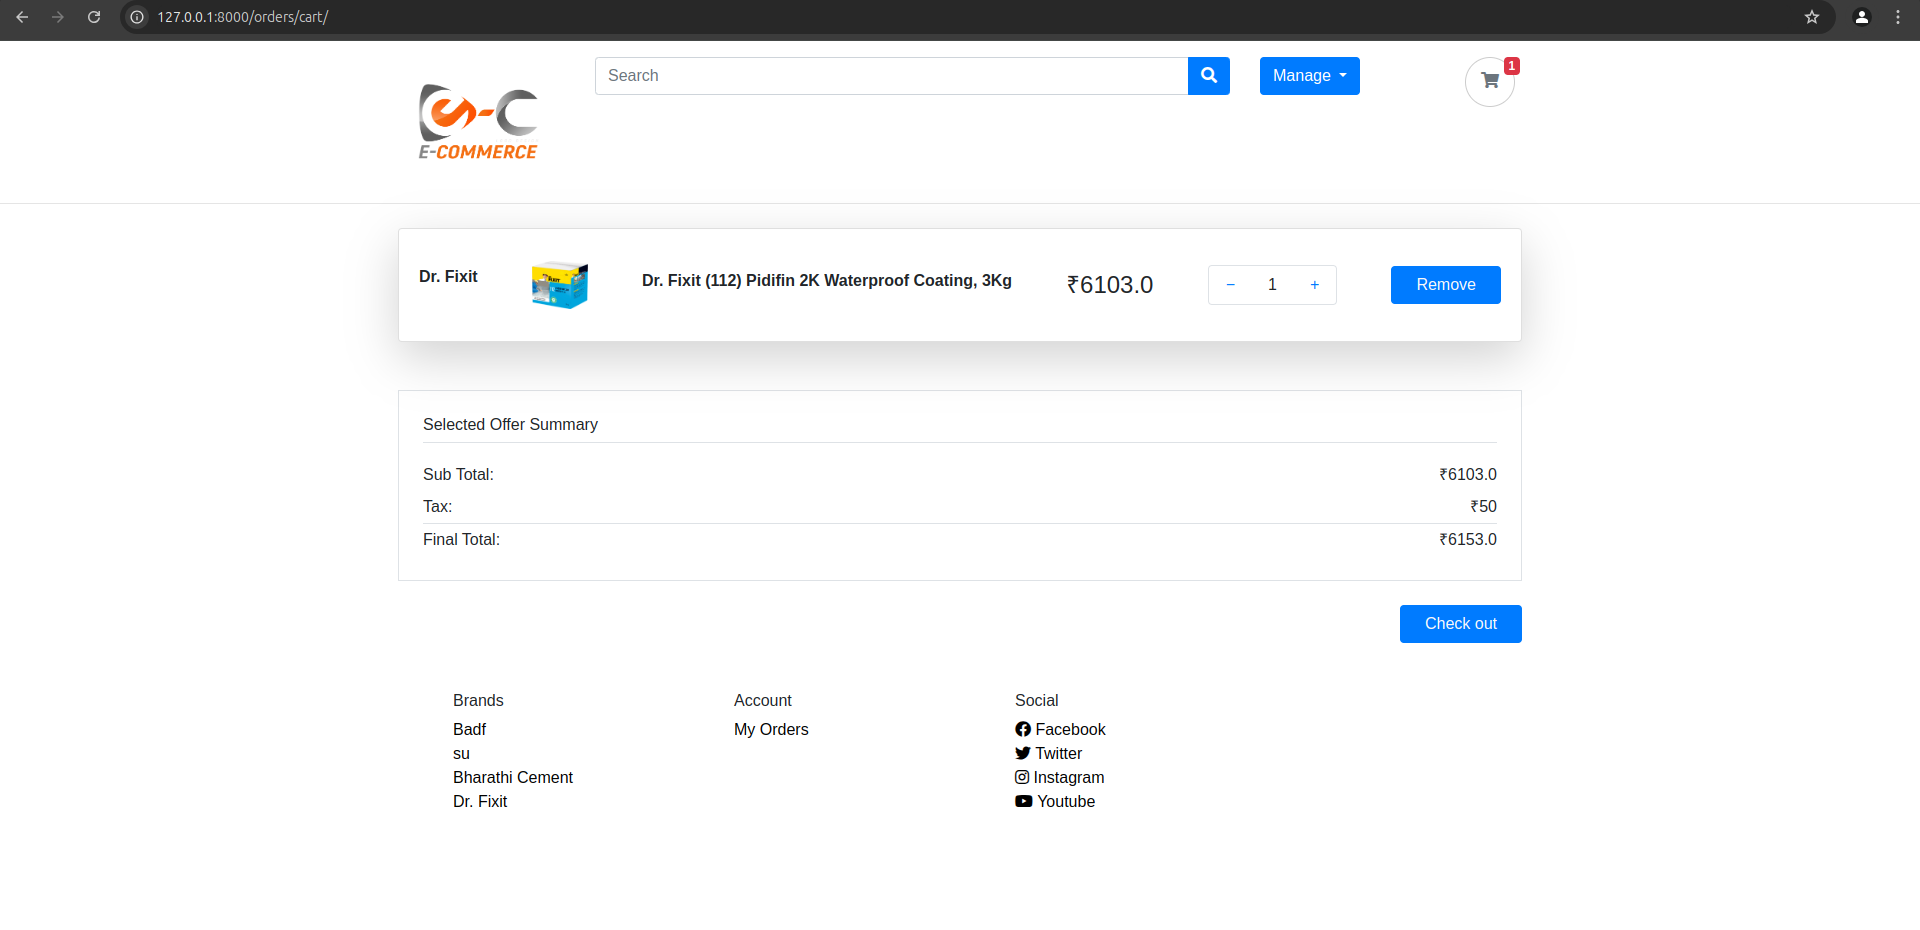 127.0.0.1:8000/orders/cart/
Search
Manage
1
E-COMMERCE
Dr. Fixit
Dr. Fixit (112) Pidifin 2K Waterproof Coating, 3Kg
₹6103.0
− 1 +
Remove
Selected Offer Summary
Sub Total: ₹6103.0
Tax: ₹50
Final Total: ₹6153.0
Check out
Brands
Badf
su
Bharathi Cement
Dr. Fixit
Account
My Orders
Social
Facebook
Twitter
Instagram
Youtube